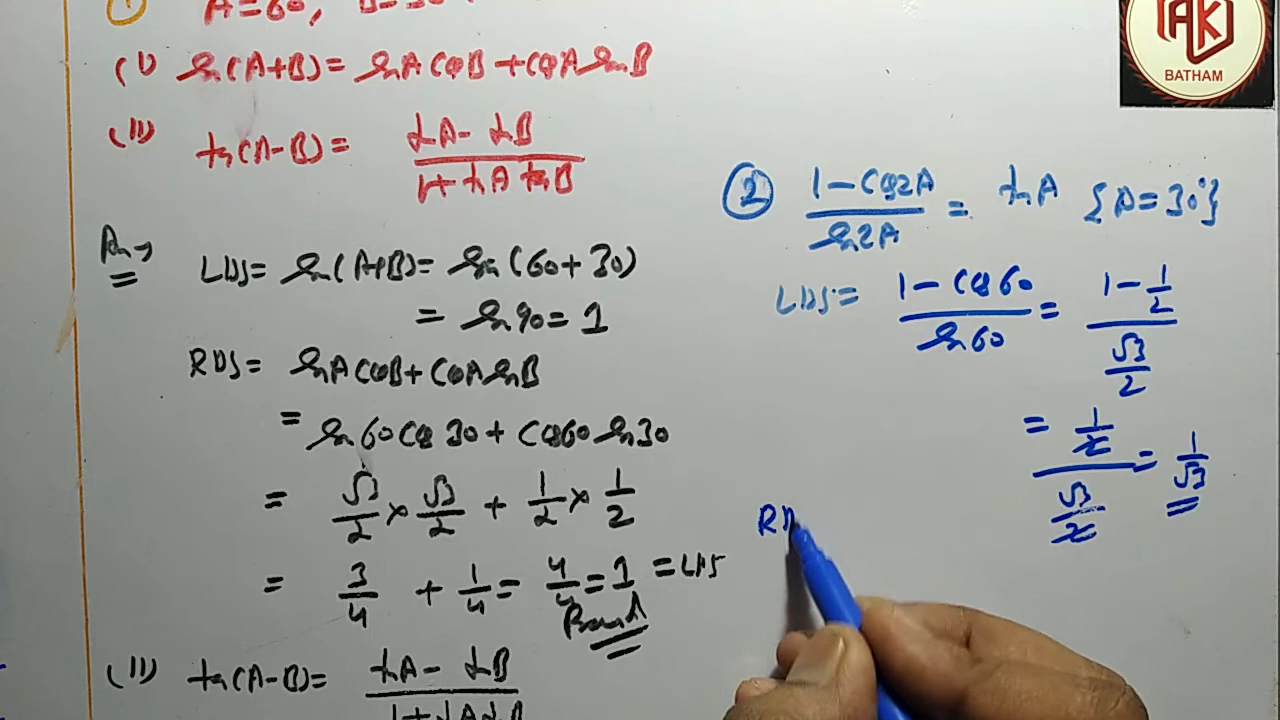 ① A=60°, B=30°
(i) sin(A+B)= sinA cosB + cosA sinB
(ii) tan(A-B)= tanA - tanB / 1+ tanA tanB
Ans→ LHS= sin(A+B)= sin(60+30)
= sin90= 1
RHS= sinA cosB + cosA sinB
= sin60 cos30 + cos60 sin30
= √3/2 × √3/2 + 1/2 × 1/2
= 3/4 + 1/4 = 4/4 = 1 = LHS
Proved
(ii) tan(A-B)= tanA - tanB / 1+ tanA tanB
AK
BATHAM
② 1-cos2A / sin2A = tanA {A=30°}
LHS= 1-cos60 / sin60 = 1-1/2 / √3/2
= 1/2 / √3/2 = 1/√3
RH